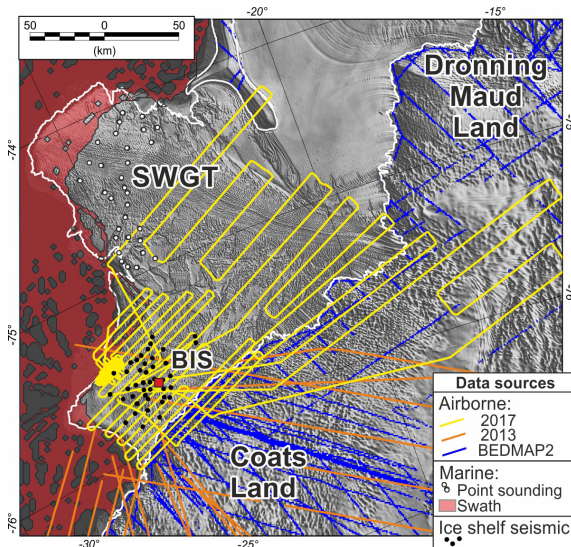 50 0 50
(km)
-20°
-15°
Dronning
Maud
Land
-74°
SWGT
-75°
BIS
Coats
Land
-76°
-30°
-25°
Data sources
Airborne:
2017
2013
BEDMAP2
Marine:
Point sounding
Swath
Ice shelf seismic